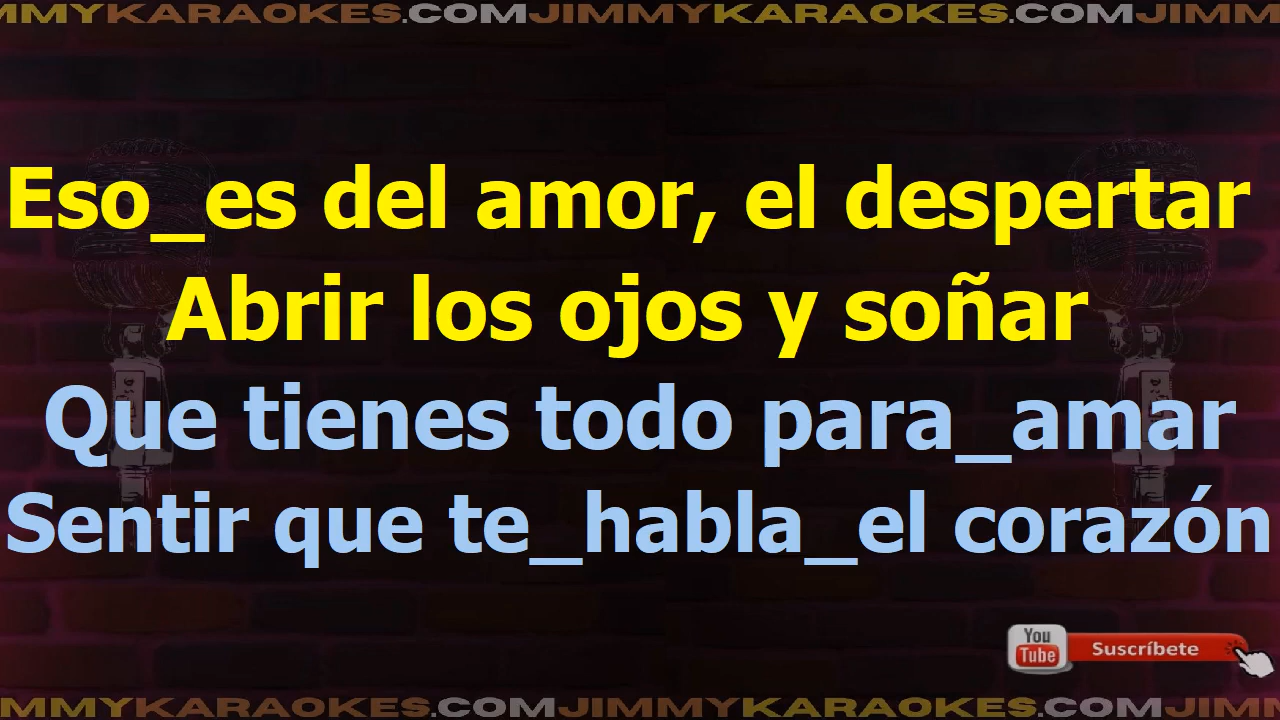 MMYKARAOKES.COMJIMMYKARAOKES.COMJIMM
Eso_es del amor, el despertar
Abrir los ojos y soñar
Que tienes todo para_amar
Sentir que te_habla_el corazón
You
Tube
Suscríbete
MMYKARAOKES.COMJIMMYKARAOKES.COMJIMM